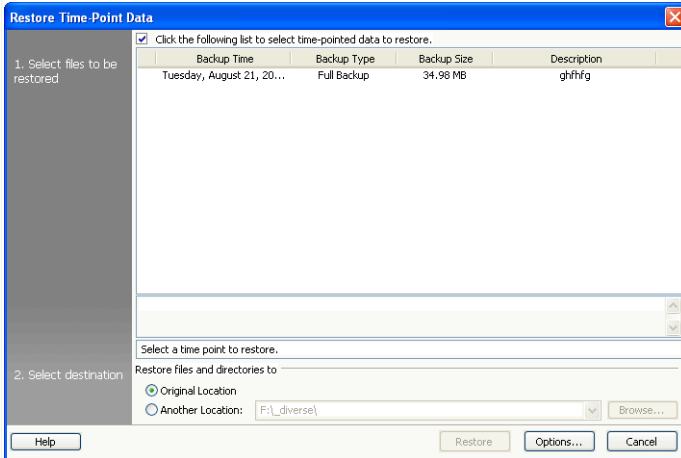 Restore Time-Point Data
1. Select files to be
restored
Click the following list to select time-pointed data to restore.
Backup Time Backup Type Backup Size Description
Tuesday, August 21, 20... Full Backup 34.98 MB ghfhfg
Select a time point to restore.
2. Select destination
Restore files and directories to
Original Location
Another Location: F:\_diverse\ Browse...
Help Restore Options... Cancel